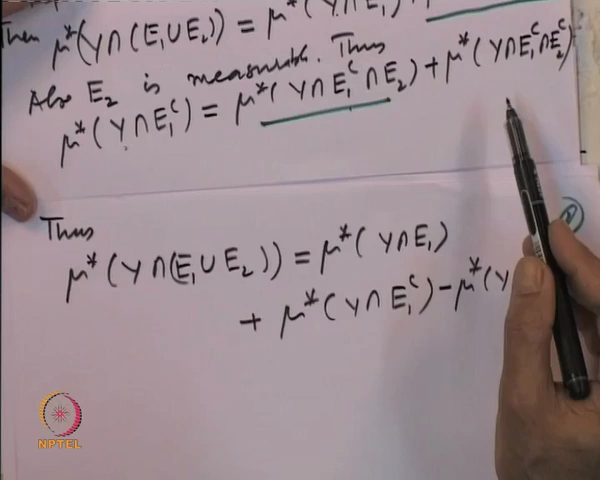 Then μ*(Y∩(E₁∪E₂)) = μ*(Y∩E₁)
Also E₂ is measurable. Thus
μ*(Y∩E₁ᶜ) = μ*(Y∩E₁ᶜ∩E₂) + μ*(Y∩E₁ᶜ∩E₂ᶜ)
Thus
μ*(Y∩(E₁∪E₂)) = μ*(Y∩E₁)
+ μ*(Y∩E₁ᶜ) − μ*(Y
NPTEL